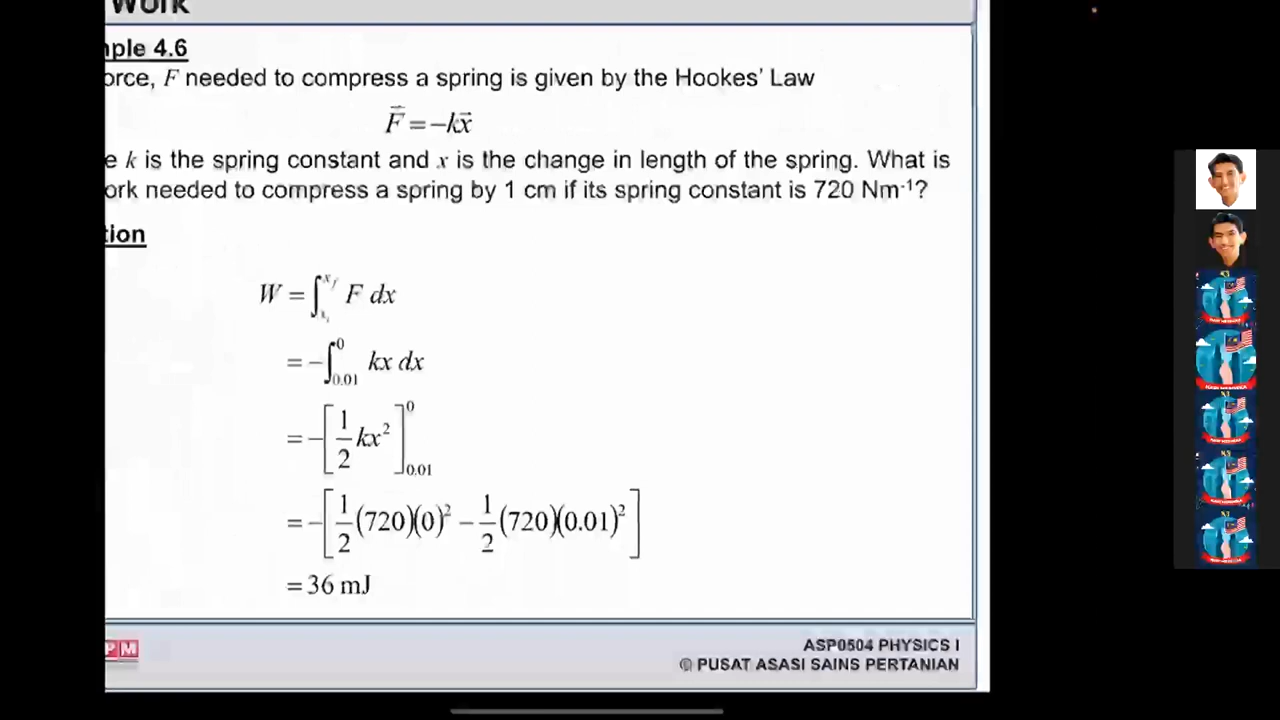 Work
mple 4.6
orce, F needed to compress a spring is given by the Hookes' Law
F⃗ = −kx⃗
e k is the spring constant and x is the change in length of the spring. What is
ork needed to compress a spring by 1 cm if its spring constant is 720 Nm⁻¹?
tion
W = ∫_{x_i}^{x_f} F dx
= −∫_{0.01}^{0} kx dx
= −[½kx²]_{0.01}^{0}
= −[½(720)(0)² − ½(720)(0.01)²]
= 36 mJ
PM
ASP0504 PHYSICS I
© PUSAT ASASI SAINS PERTANIAN